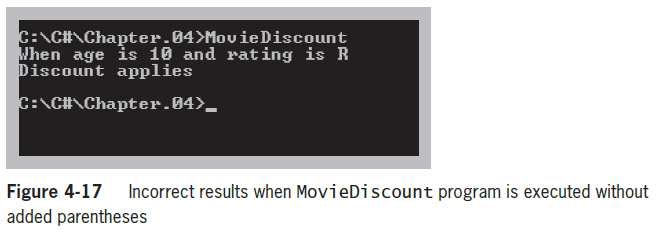 C:\C#\Chapter.04>MovieDiscount
When age is 10 and rating is R
Discount applies
C:\C#\Chapter.04>_
Figure 4-17 Incorrect results when MovieDiscount program is executed without
added parentheses